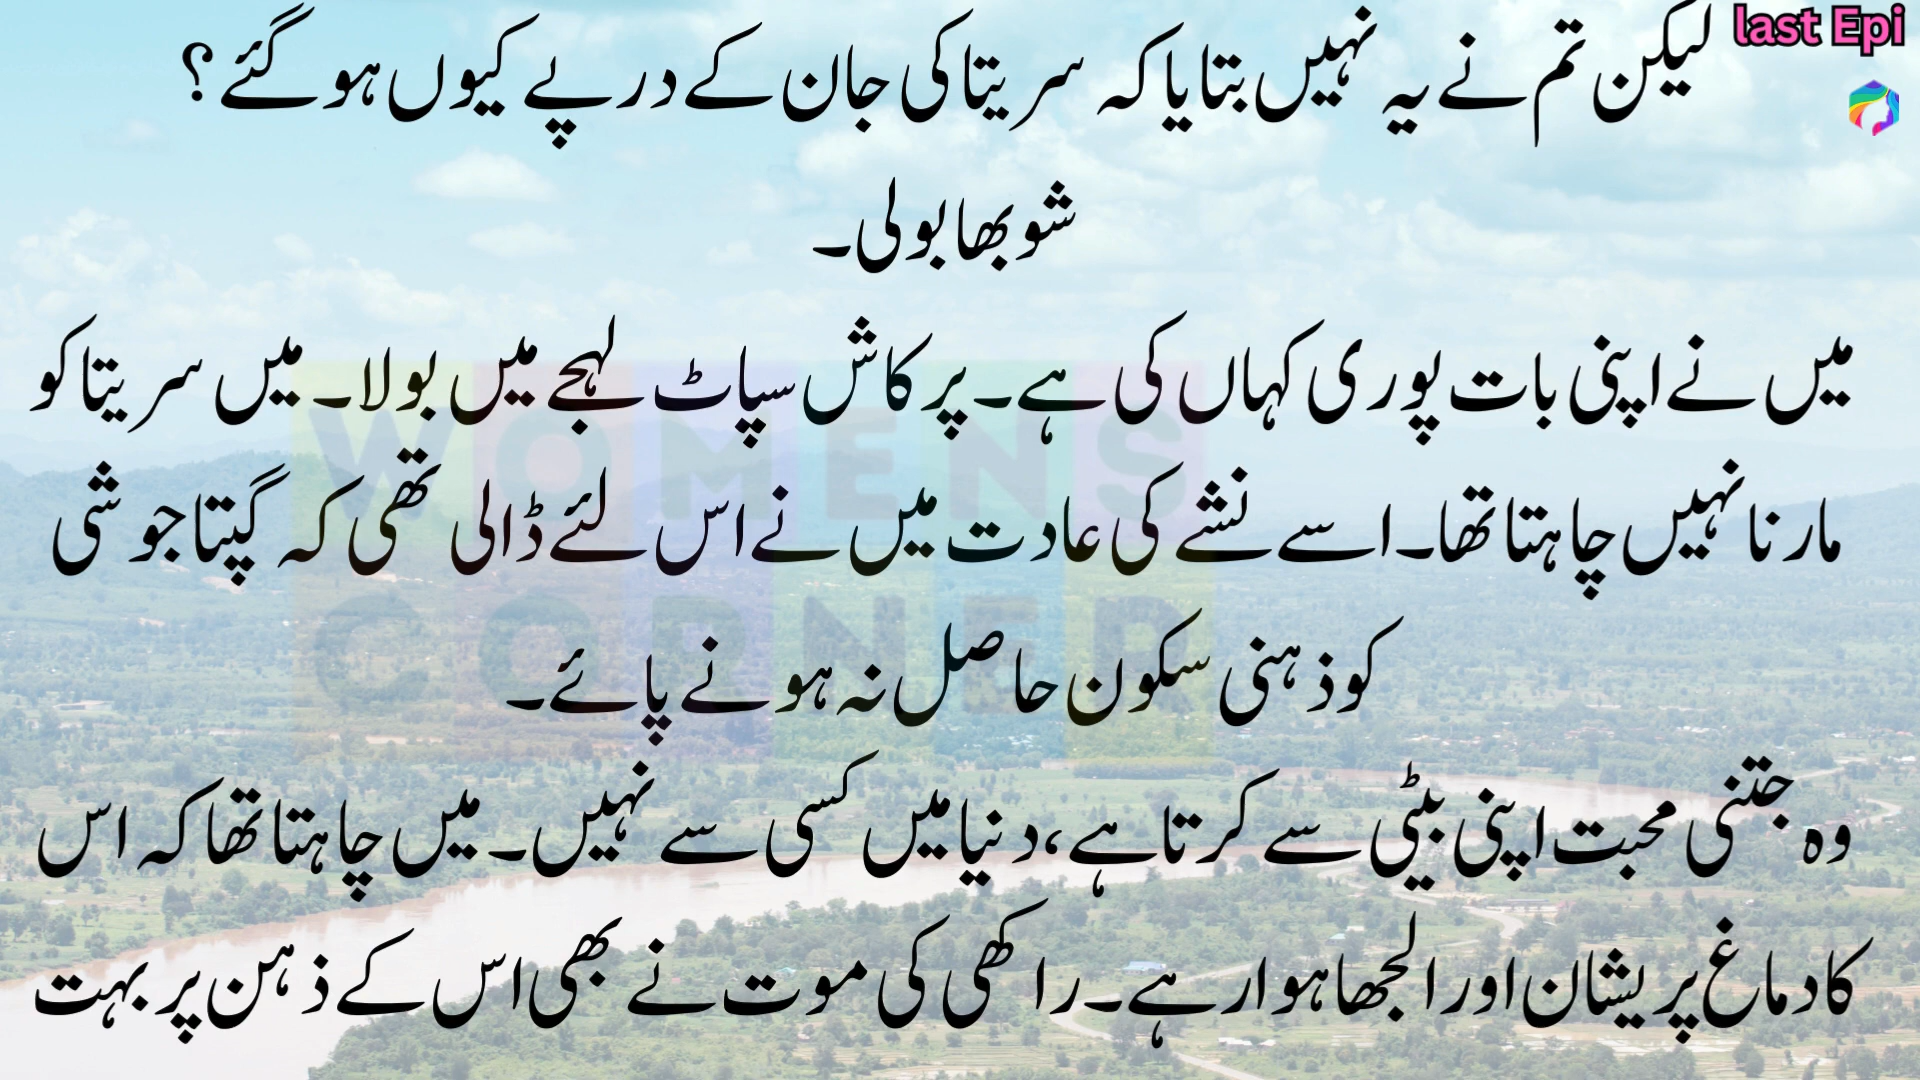 last Epi
لیکن تم نے یہ نہیں بتایا کہ سریتا کی جان کے درپے کیوں ہو گئے؟
شوبھا بولی۔
میں نے اپنی بات پوری کہاں کی ہے۔ پرکاش سپاٹ لہجے میں بولا۔ میں سریتا کو
مارنا نہیں چاہتا تھا۔ اسے نشے کی عادت میں نے اس لئے ڈالی تھی کہ گپتا جوشی
کو ذہنی سکون حاصل نہ ہونے پائے۔
وہ جتنی محبت اپنی بیٹی سے کرتا ہے، دنیا میں کسی سے نہیں۔ میں چاہتا تھا کہ اس
کا دماغ پریشان اور الجھا ہوا رہے۔ راکھی کی موت نے بھی اس کے ذہن پر بہت
WOMENS
CORNER